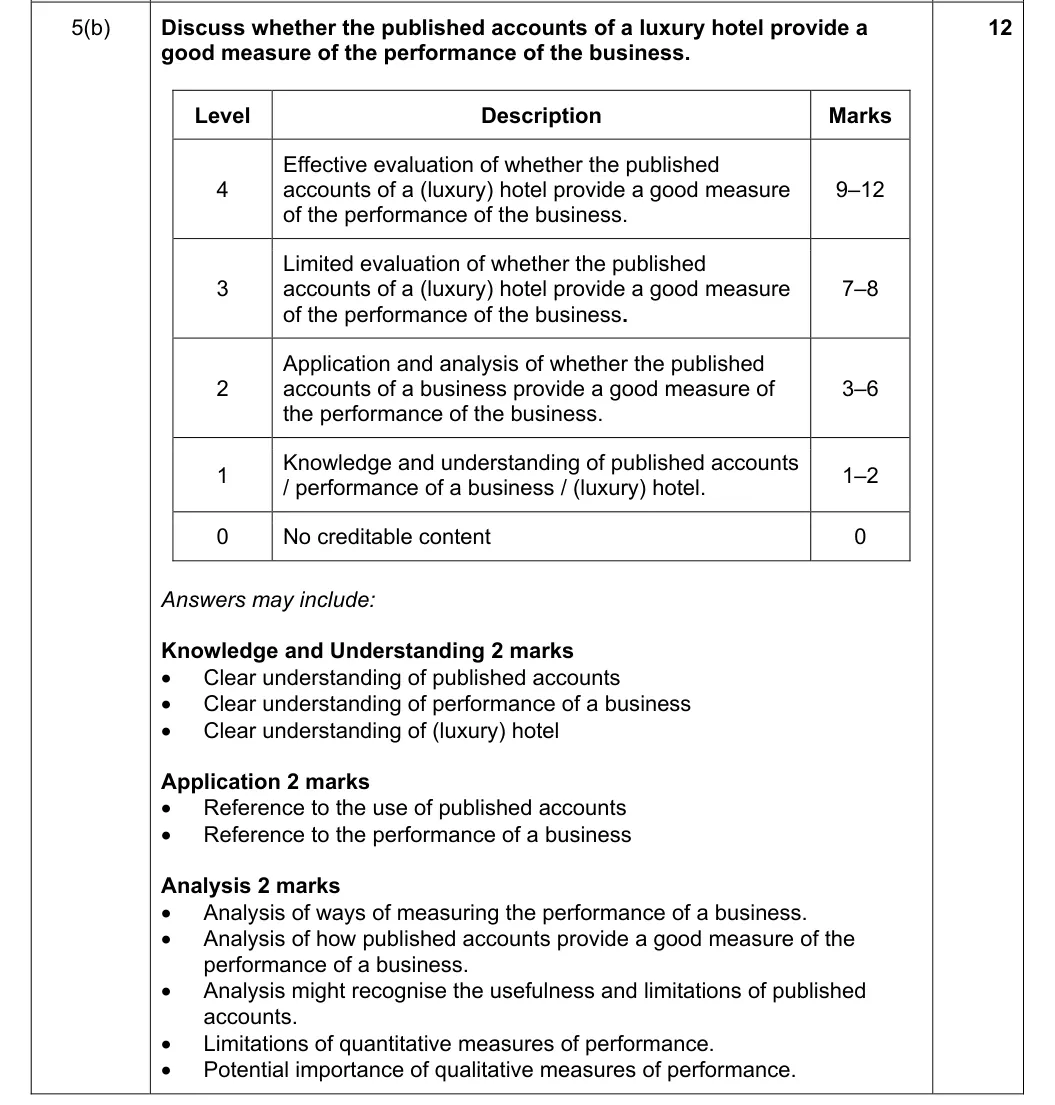 5(b) Discuss whether the published accounts of a luxury hotel provide a 12
good measure of the performance of the business.
Level Description Marks
4 Effective evaluation of whether the published accounts of a (luxury) hotel provide a good measure of the performance of the business. 9–12
3 Limited evaluation of whether the published accounts of a (luxury) hotel provide a good measure of the performance of the business. 7–8
2 Application and analysis of whether the published accounts of a business provide a good measure of the performance of the business. 3–6
1 Knowledge and understanding of published accounts / performance of a business / (luxury) hotel. 1–2
0 No creditable content 0
Answers may include:
Knowledge and Understanding 2 marks
• Clear understanding of published accounts
• Clear understanding of performance of a business
• Clear understanding of (luxury) hotel
Application 2 marks
• Reference to the use of published accounts
• Reference to the performance of a business
Analysis 2 marks
• Analysis of ways of measuring the performance of a business.
• Analysis of how published accounts provide a good measure of the
performance of a business.
• Analysis might recognise the usefulness and limitations of published
accounts.
• Limitations of quantitative measures of performance.
• Potential importance of qualitative measures of performance.